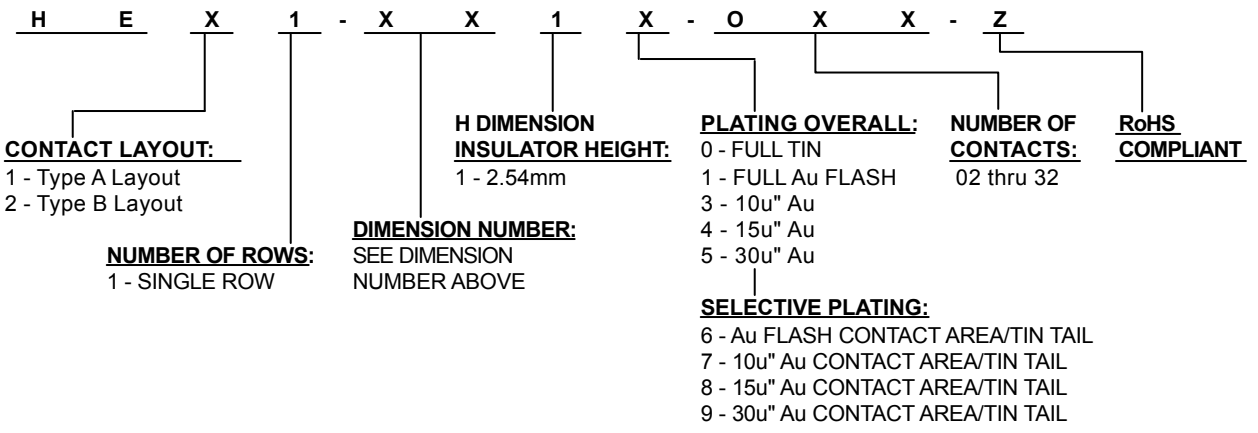 H E X 1 - X X 1 X - O X X - Z
CONTACT LAYOUT:
1 - Type A Layout
2 - Type B Layout
NUMBER OF ROWS:
1 - SINGLE ROW
DIMENSION NUMBER:
SEE DIMENSION
NUMBER ABOVE
H DIMENSION
INSULATOR HEIGHT:
1 - 2.54mm
PLATING OVERALL:
0 - FULL TIN
1 - FULL Au FLASH
3 - 10u" Au
4 - 15u" Au
5 - 30u" Au
SELECTIVE PLATING:
6 - Au FLASH CONTACT AREA/TIN TAIL
7 - 10u" Au CONTACT AREA/TIN TAIL
8 - 15u" Au CONTACT AREA/TIN TAIL
9 - 30u" Au CONTACT AREA/TIN TAIL
NUMBER OF
CONTACTS:
02 thru 32
RoHS
COMPLIANT